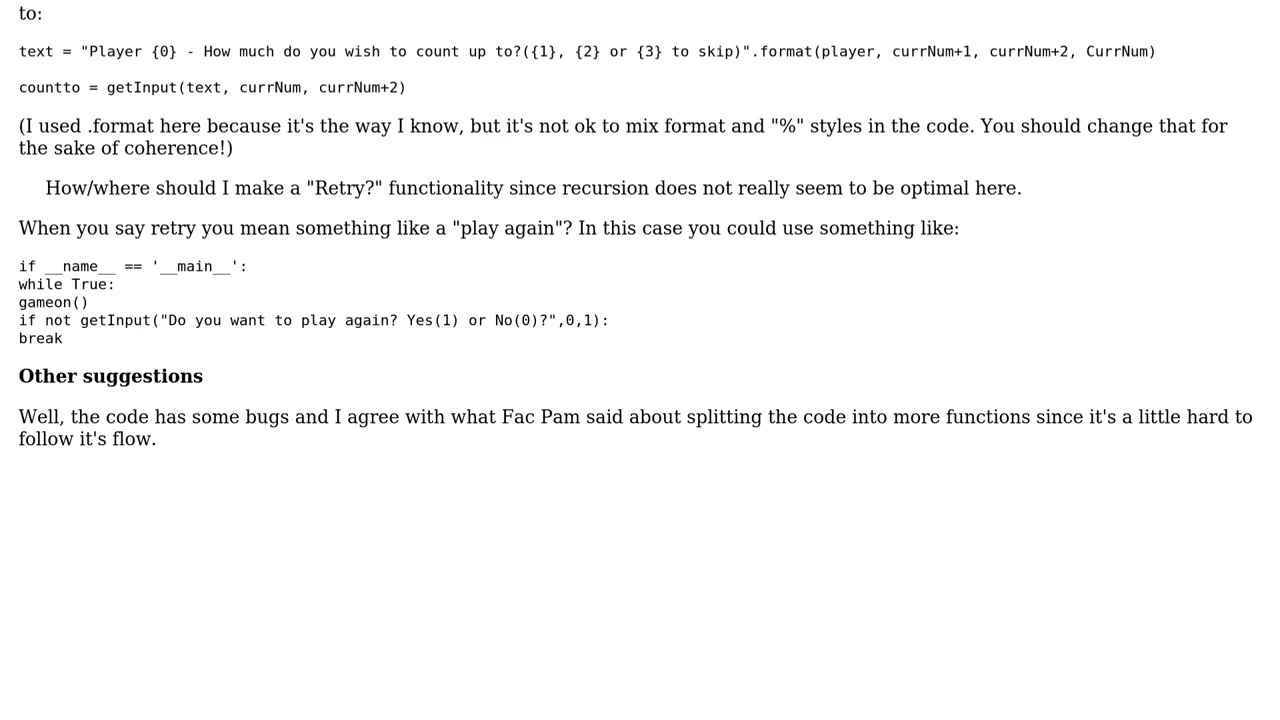 to:
text = "Player {0} - How much do you wish to count up to?({1}, {2} or {3} to skip)".format(player, currNum+1, currNum+2, CurrNum)
countto = getInput(text, currNum, currNum+2)
(I used .format here because it's the way I know, but it's not ok to mix format and "%" styles in the code. You should change that for
the sake of coherence!)
How/where should I make a "Retry?" functionality since recursion does not really seem to be optimal here.
When you say retry you mean something like a "play again"? In this case you could use something like:
if __name__ == '__main__':
while True:
gameon()
if not getInput("Do you want to play again? Yes(1) or No(0)?",0,1):
break
Other suggestions
Well, the code has some bugs and I agree with what Fac Pam said about splitting the code into more functions since it's a little hard to
follow it's flow.